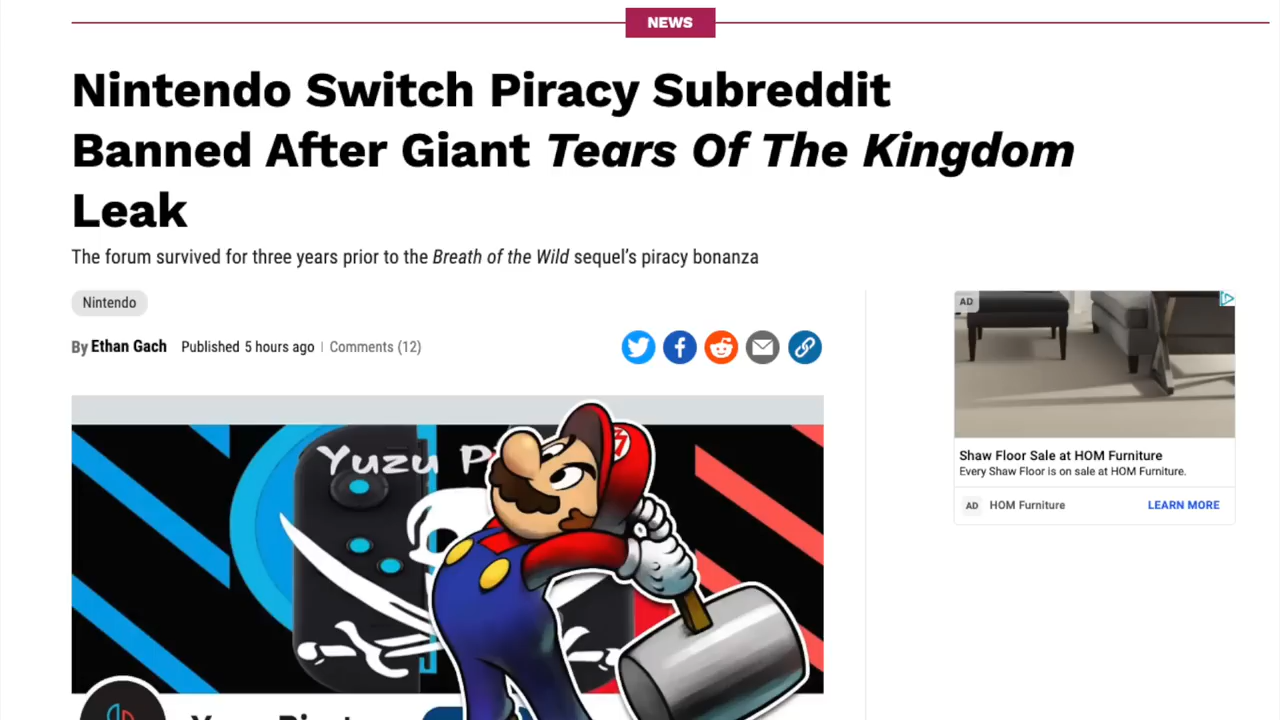 NEWS
Nintendo Switch Piracy Subreddit
Banned After Giant Tears Of The Kingdom
Leak
The forum survived for three years prior to the Breath of the Wild sequel's piracy bonanza
Nintendo
By Ethan Gach Published 5 hours ago | Comments (12)
AD
Shaw Floor Sale at HOM Furniture
Every Shaw Floor is on sale at HOM Furniture.
AD HOM Furniture LEARN MORE
Yuzu P
M